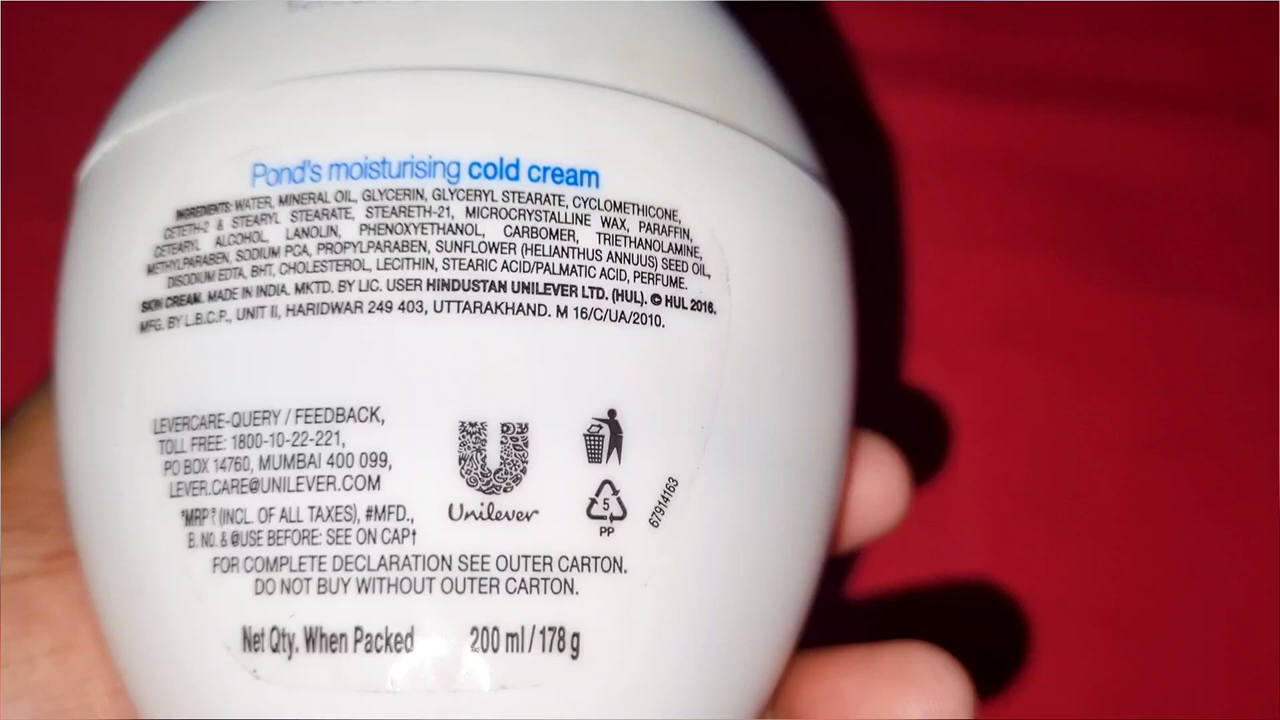 Pond's moisturising cold cream
INGREDIENTS: WATER, MINERAL OIL, GLYCERIN, GLYCERYL STEARATE, CYCLOMETHICONE,
CETETH-2 & STEARYL STEARATE, STEARETH-21, MICROCRYSTALLINE WAX, PARAFFIN,
CETEARYL ALCOHOL, LANOLIN, PHENOXYETHANOL, CARBOMER, TRIETHANOLAMINE,
METHYLPARABEN, SODIUM PCA, PROPYLPARABEN, SUNFLOWER (HELIANTHUS ANNUUS) SEED OIL,
DISODIUM EDTA, BHT, CHOLESTEROL, LECITHIN, STEARIC ACID/PALMATIC ACID, PERFUME.
SKIN CREAM. MADE IN INDIA. MKTD. BY LIC. USER HINDUSTAN UNILEVER LTD. (HUL). © HUL 2016.
MFG. BY L.B.C.P., UNIT II, HARIDWAR 249 403, UTTARAKHAND. M 16/C/UA/2010.
LEVERCARE-QUERY / FEEDBACK,
TOLL FREE: 1800-10-22-221,
PO BOX 14760, MUMBAI 400 099,
LEVER.CARE@UNILEVER.COM
*MRP ₹ (INCL. OF ALL TAXES), #MFD.,
B. NO. & @USE BEFORE: SEE ON CAP†
Unilever
5
PP
67914163
FOR COMPLETE DECLARATION SEE OUTER CARTON.
DO NOT BUY WITHOUT OUTER CARTON.
Net Qty. When Packed 200 ml / 178 g